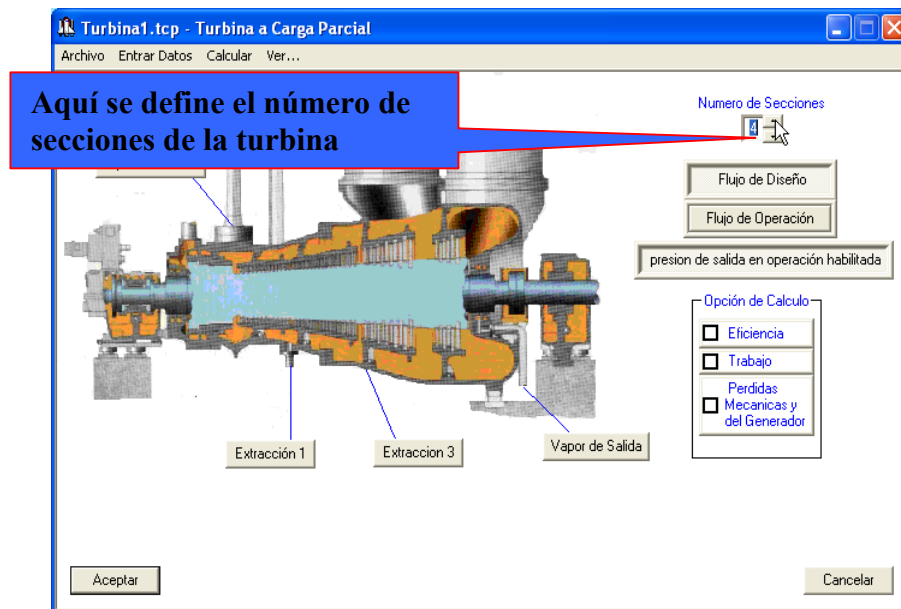 Turbina1.tcp - Turbina a Carga Parcial
Archivo Entrar Datos Calcular Ver...
Aquí se define el número de
secciones de la turbina
Numero de Secciones
4
Flujo de Diseño
Flujo de Operación
presion de salida en operación habilitada
Opción de Calculo
Eficiencia
Trabajo
Perdidas
Mecanicas y
del Generador
Extracción 1
Extraccion 3
Vapor de Salida
Aceptar
Cancelar